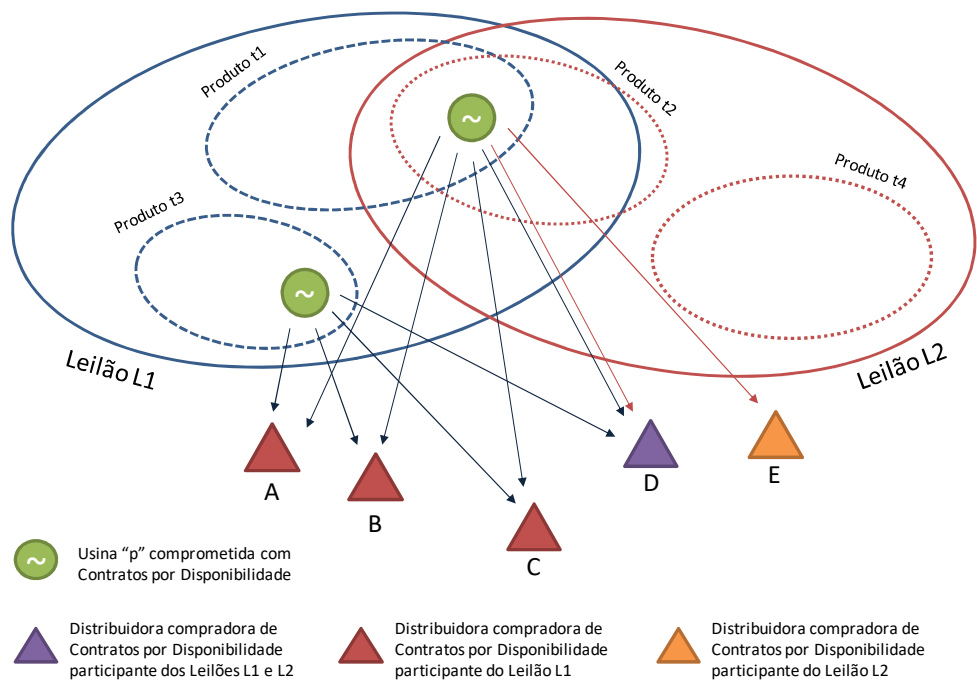 Produto t1
Produto t2
~
Produto t4
Produto t3
~
Leilão L1
Leilão L2
A
B
C
D
E
~
Usina “p” comprometida com
Contratos por Disponibilidade
Distribuidora compradora de
Contratos por Disponibilidade
participante dos Leilões L1 e L2
Distribuidora compradora de
Contratos por Disponibilidade
participante do Leilão L1
Distribuidora compradora de
Contratos por Disponibilidade
participante do Leilão L2